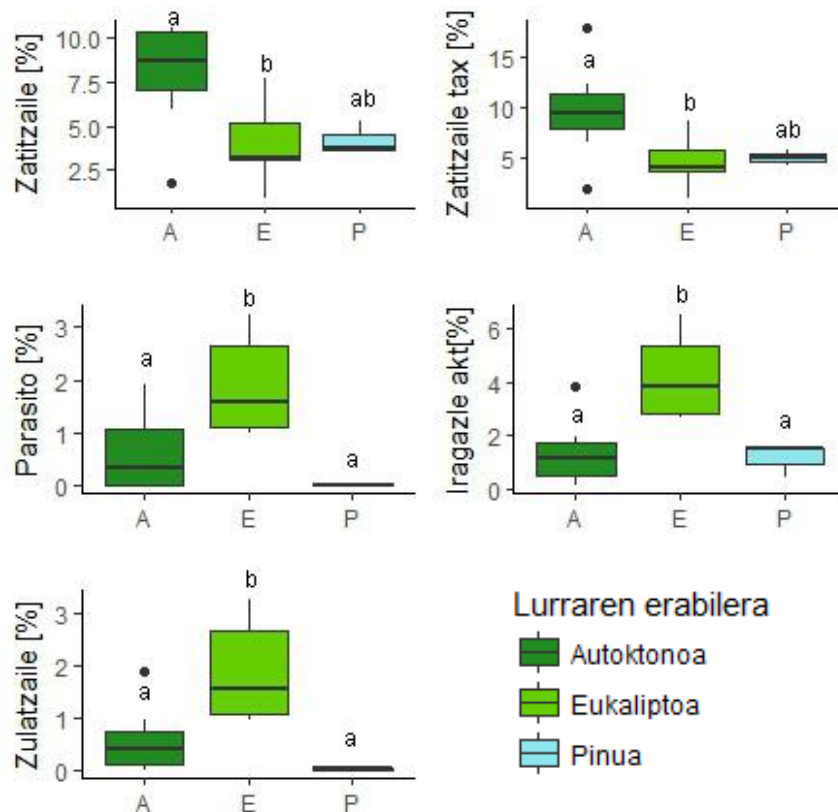 Zatitzaile [%]
10.0
7.5
5.0
2.5
a
b
ab
A E P
Zatitzaile tax [%]
15
10
5
a
b
ab
A E P
Parasito [%]
3
2
1
0
a
b
a
A E P
Iragazle akt[%]
6
4
2
0
a
b
a
A E P
Zulatzaile [%]
3
2
1
0
a
b
a
A E P
Lurraren erabilera
Autoktonoa
Eukaliptoa
Pinua